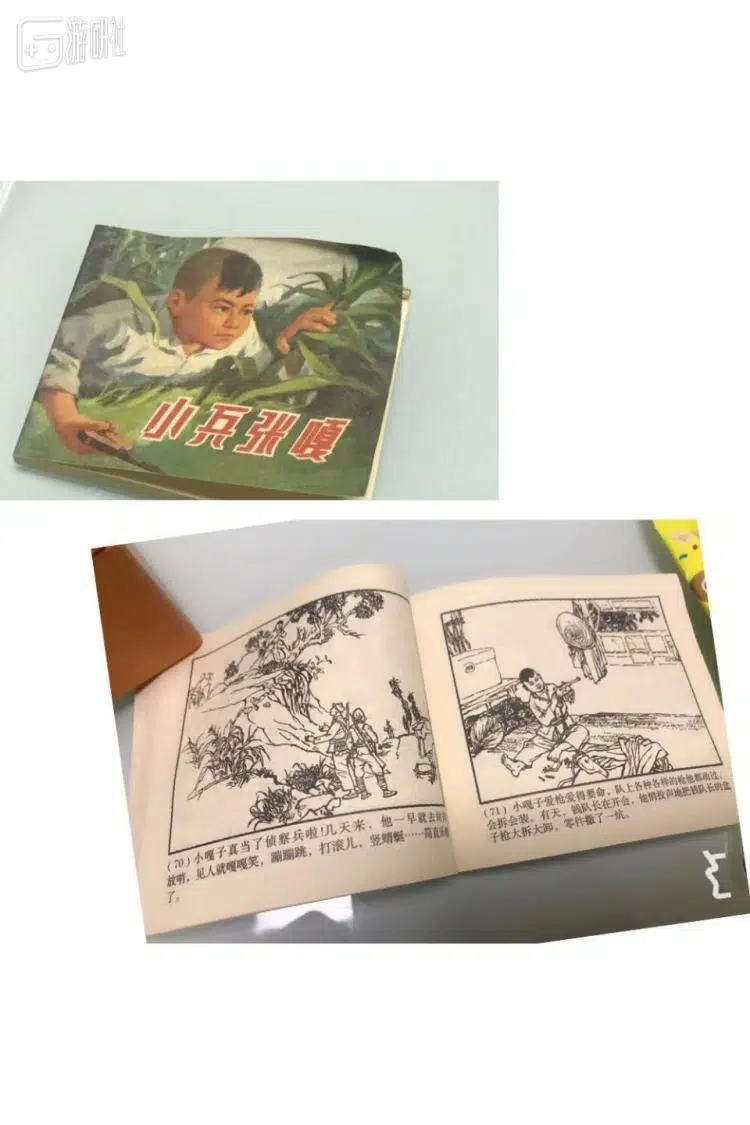 游研社
小兵张嘎
(70)小嘎子真当了侦察兵啦!几天来，他一早就去
放哨，见人就嘎嘎笑，蹦蹦跳，打滚儿，竖蜻蜓……简直
了。
(71)小嘎子爱枪爱得要命，队上各种各样的枪他都动过，
会拆会装。有天，钱队长在开会，他悄没声地把钱队长的盒
子枪大拆大卸，零件撒了一炕。